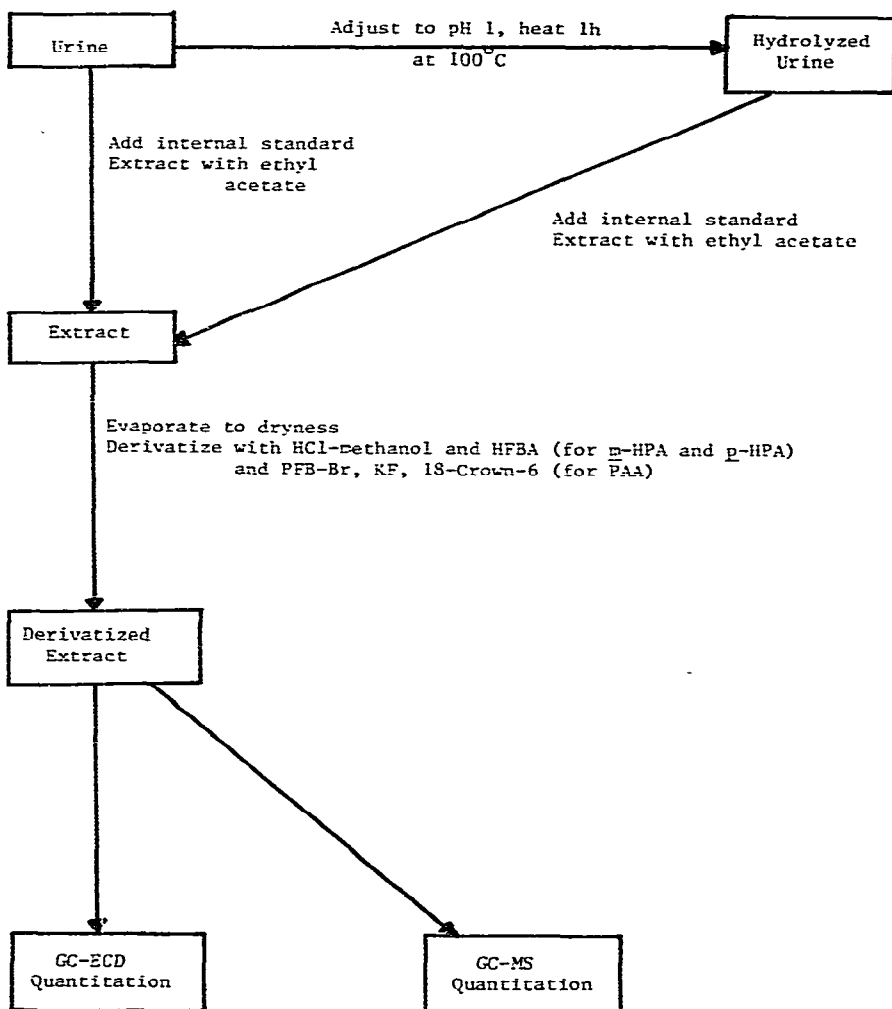 Urine
Adjust to pH 1, heat 1h
at 100°C
Hydrolyzed
Urine
Add internal standard
Extract with ethyl
acetate
Add internal standard
Extract with ethyl acetate
Extract
Evaporate to dryness
Derivatize with HCl-methanol and HFBA (for m-HPA and p-HPA)
and PFB-Br, KF, 18-Crown-6 (for PAA)
Derivatized
Extract
GC-ECD
Quantitation
GC-MS
Quantitation